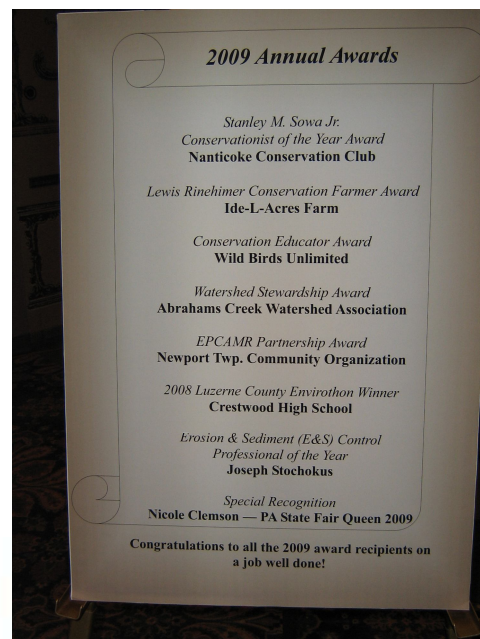 2009 Annual Awards
Stanley M. Sowa Jr.
Conservationist of the Year Award
Nanticoke Conservation Club
Lewis Rinehimer Conservation Farmer Award
Ide-L-Acres Farm
Conservation Educator Award
Wild Birds Unlimited
Watershed Stewardship Award
Abrahams Creek Watershed Association
EPCAMR Partnership Award
Newport Twp. Community Organization
2008 Luzerne County Envirothon Winner
Crestwood High School
Erosion & Sediment (E&S) Control
Professional of the Year
Joseph Stochokus
Special Recognition
Nicole Clemson — PA State Fair Queen 2009
Congratulations to all the 2009 award recipients on
a job well done!